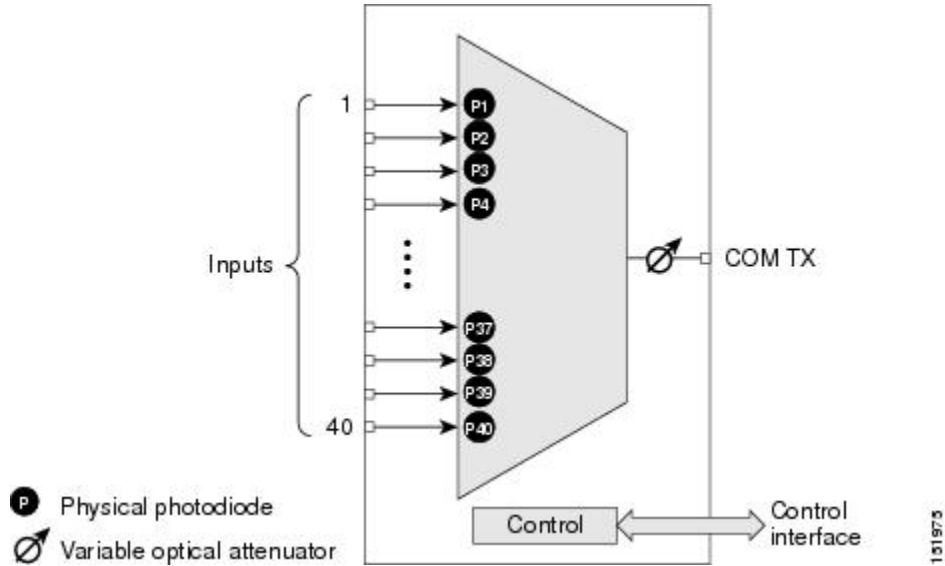 1
P1
P2
P3
P4
Inputs
COM TX
P37
P38
P39
40
P40
P Physical photodiode
Variable optical attenuator
Control
Control
interface
151975